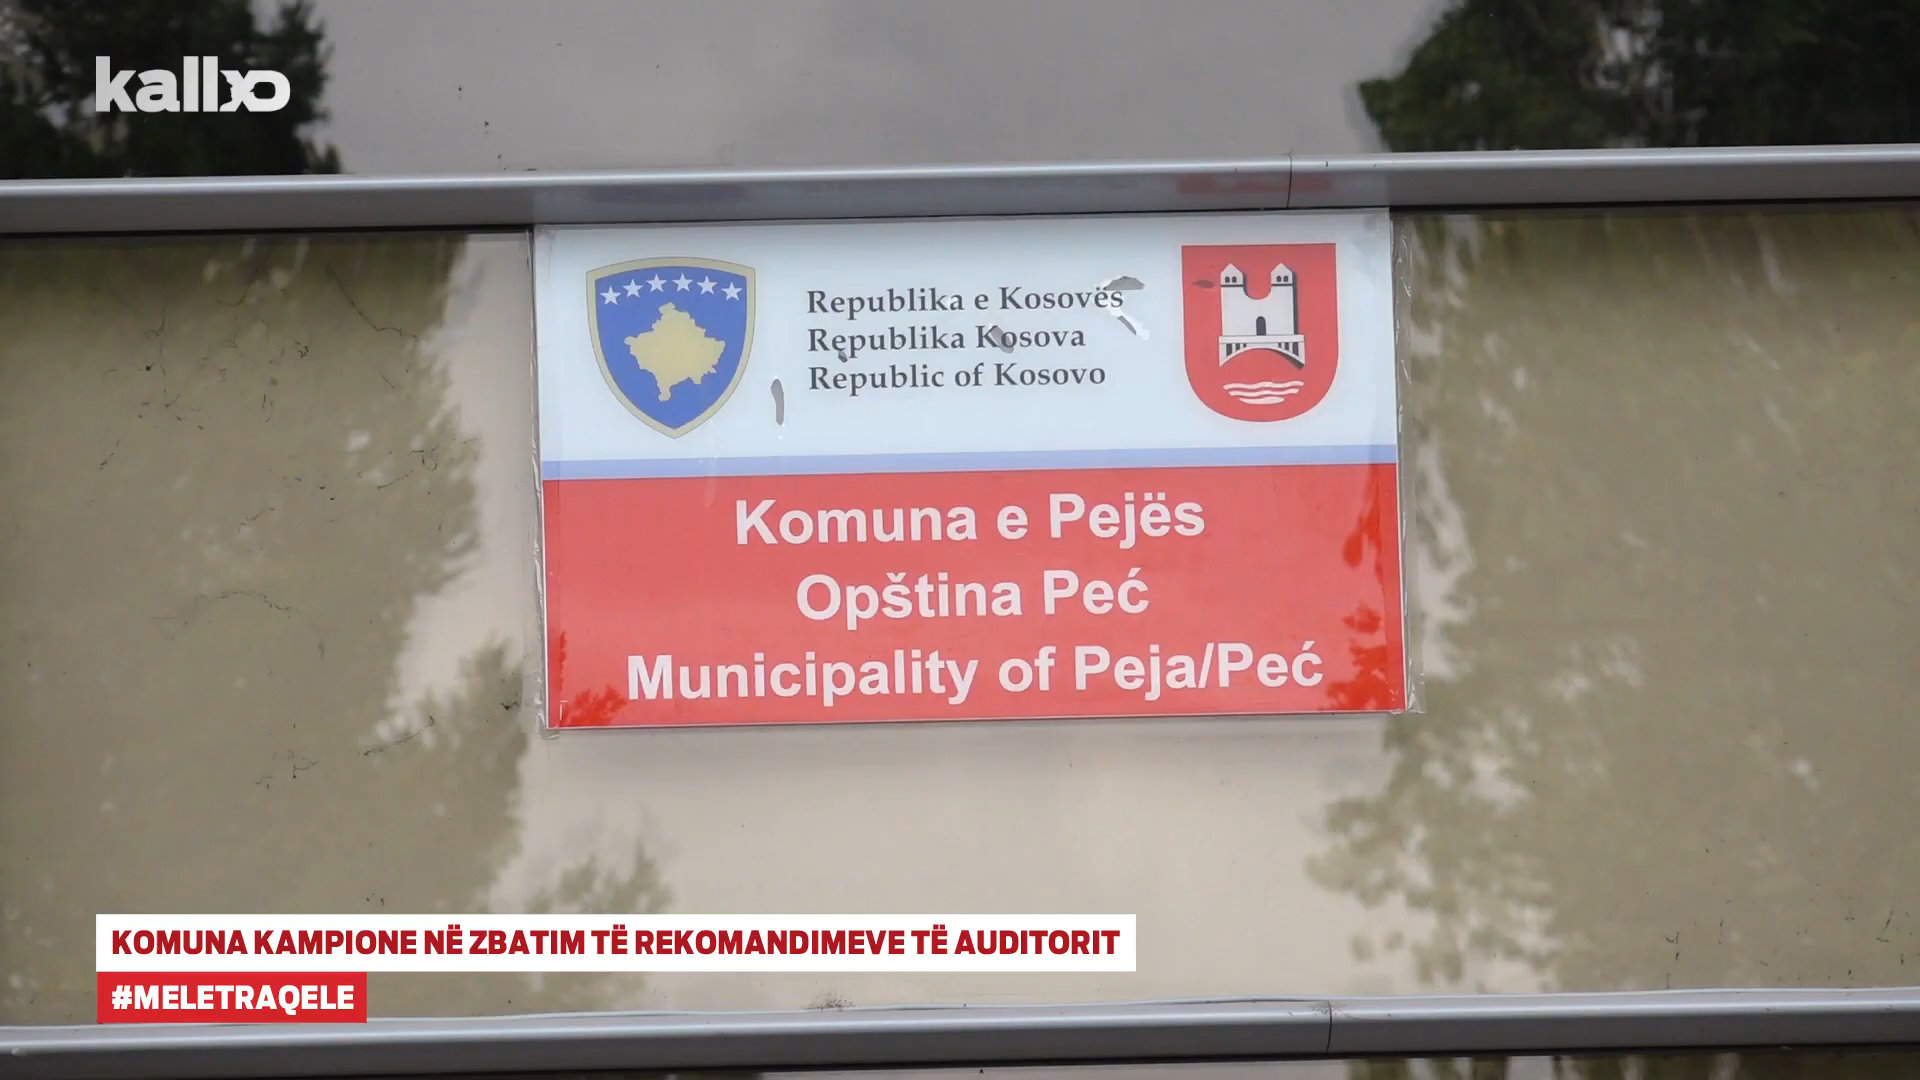 kallxo
Republika e Kosovës
Republika Kosova
Republic of Kosovo
Komuna e Pejës
Opština Peć
Municipality of Peja/Peć
KOMUNA KAMPIONE NË ZBATIM TË REKOMANDIMEVE TË AUDITORIT
#MELETRAQELE